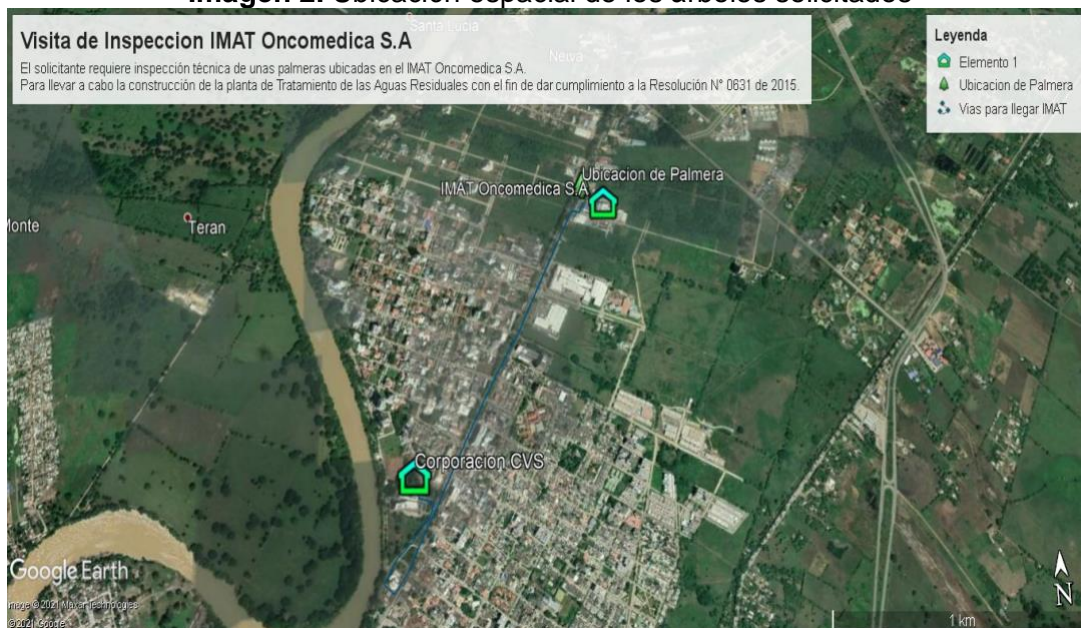 Imagen 2. Ubicación espacial de los árboles solicitados
Visita de Inspeccion IMAT Oncomedica S.A
El solicitante requiere inspección técnica de unas palmeras ubicadas en el IMAT Oncomedica S.A.
Para llevar a cabo la construcción de la planta de Tratamiento de las Aguas Residuales con el fin de dar cumplimiento a la Resolución N° 0631 de 2015.
Santa Lucia
Neiva
Leyenda
Elemento 1
Ubicacion de Palmera
Vias para llegar IMAT
Ubicacion de Palmera
IMAT Oncomedica S.A
Monte
Teran
Corporacion CVS
Google Earth
Image © 2021 Maxar Technologies
©2021 Google
N
1 km